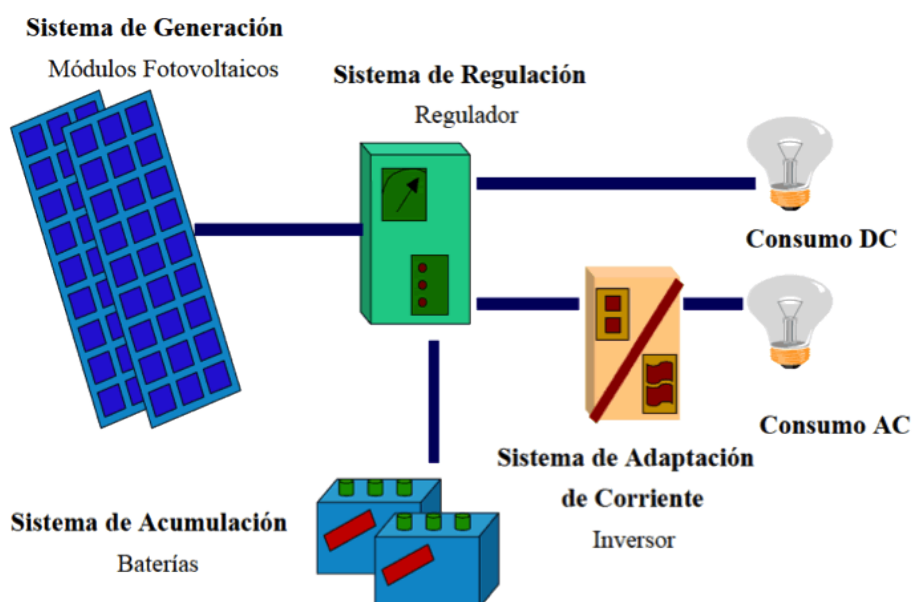 Sistema de Generación
Módulos Fotovoltaicos
Sistema de Regulación
Regulador
Consumo DC
Consumo AC
Sistema de Adaptación
de Corriente
Inversor
Sistema de Acumulación
Baterías